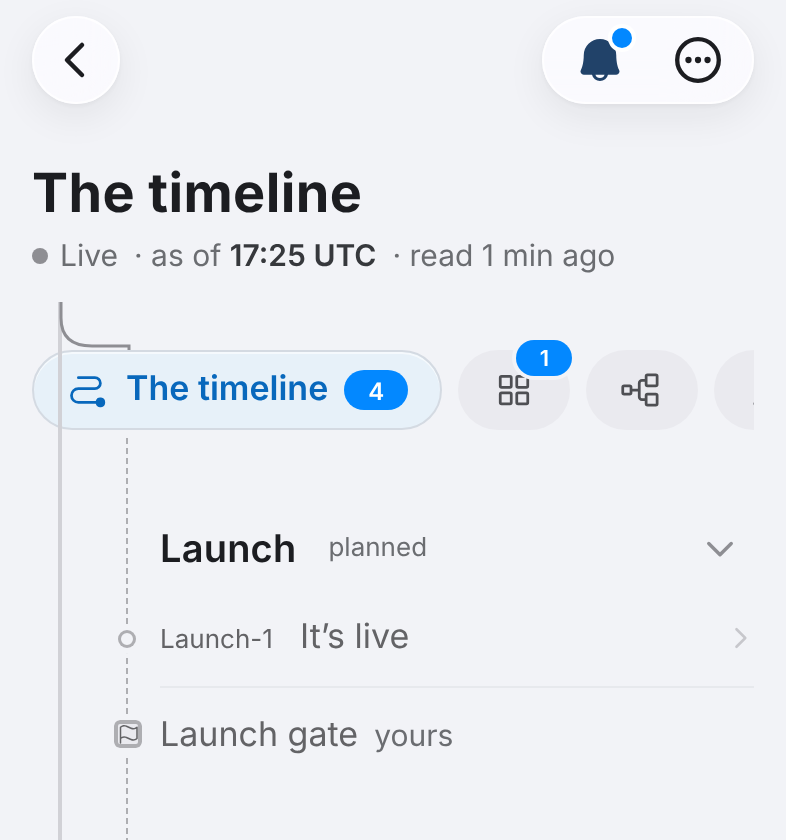 The timeline
Live · as of 17:25 UTC · read 1 min ago
The timeline 4 1
Launch planned
Launch-1 It’s live
Launch gate yours